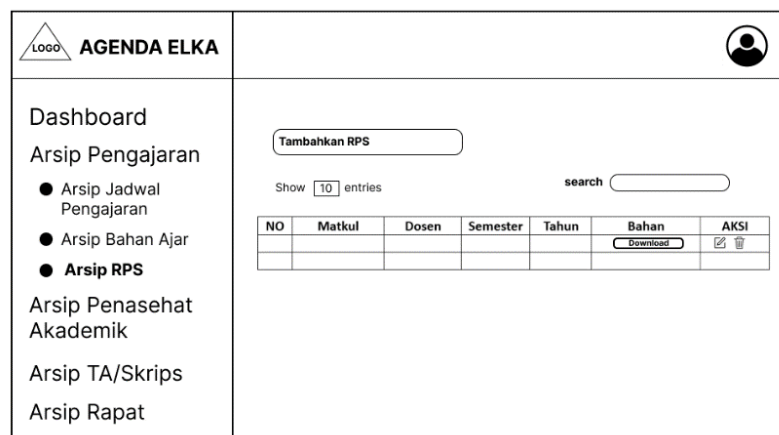 LOGO AGENDA ELKA
Dashboard
Arsip Pengajaran
Arsip Jadwal
Pengajaran
Arsip Bahan Ajar
Arsip RPS
Arsip Penasehat
Akademik
Arsip TA/Skrips
Arsip Rapat
Tambahkan RPS
Show 10 entries
search
NO Matkul Dosen Semester Tahun Bahan AKSI
Download